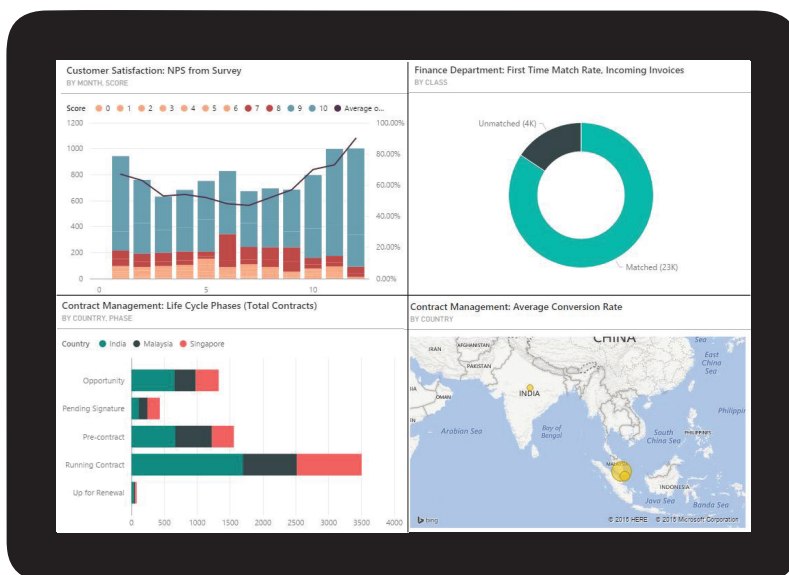 Customer Satisfaction: NPS from Survey
BY MONTH, SCORE
Score 0 1 2 3 4 5 6 7 8 9 10 Average o...
1200 100.00%
1000 80.00%
800
600 60.00%
400 40.00%
200 20.00%
0 0.00%
0 5 10
Finance Department: First Time Match Rate, Incoming Invoices
BY CLASS
Unmatched (4K)
Matched (23K)
Contract Management: Life Cycle Phases (Total Contracts)
BY COUNTRY, PHASE
Country India Malaysia Singapore
Opportunity
Pending Signature
Pre-contract
Running Contract
Up for Renewal
0 500 1000 1500 2000 2500 3000 3500 4000
Contract Management: Average Conversion Rate
BY COUNTRY
CHINA
Sea
IRAN
AFGHANISTAN
East
China
Sea
PAKISTAN
OMAN
INDIA
Philippi
Arabian Sea
Bay of
Bengal
South
China Sea
PHILIPPINES
INDONESIA
Java Sea
Banda Sea
bing
© 2015 HERE © 2015 Microsoft Corporation